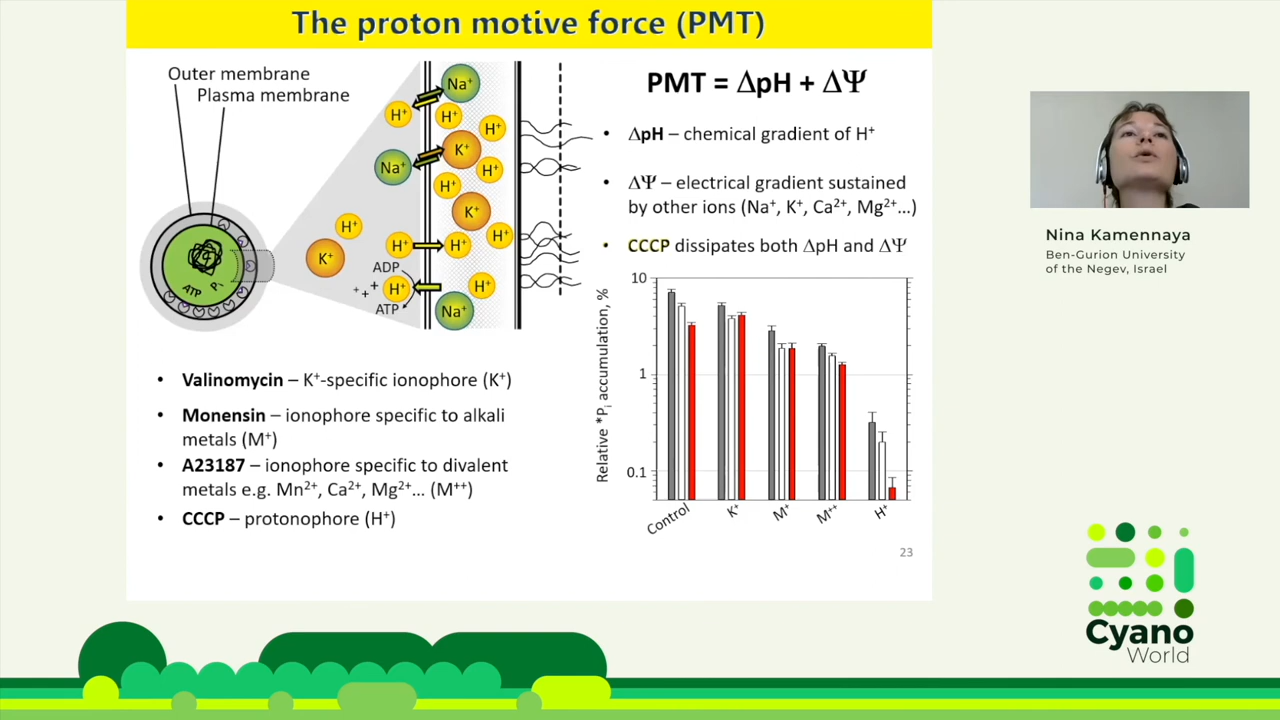 The proton motive force (PMT)
Outer membrane
Plasma membrane
Na⁺
H⁺
H⁺
H⁺
K⁺
Na⁺
H⁺
H⁺
K⁺
H⁺
H⁺
H⁺
H⁺
K⁺
ADP
H⁺
H⁺
+++
ATP
Na⁺
ATP
Pᵢ
PMT = ΔpH + ΔΨ
• ΔpH – chemical gradient of H⁺
• ΔΨ – electrical gradient sustained
by other ions (Na⁺, K⁺, Ca²⁺, Mg²⁺...)
• CCCP dissipates both ΔpH and ΔΨ
• Valinomycin – K⁺-specific ionophore (K⁺)
• Monensin – ionophore specific to alkali
metals (M⁺)
• A23187 – ionophore specific to divalent
metals e.g. Mn²⁺, Ca²⁺, Mg²⁺... (M⁺⁺)
• CCCP – protonophore (H⁺)
Relative *Pᵢ accumulation, %
10
1
0.1
Control
K⁺
M⁺
M⁺⁺
H⁺
23
Nina Kamennaya
Ben-Gurion University
of the Negev, Israel
Cyano
World